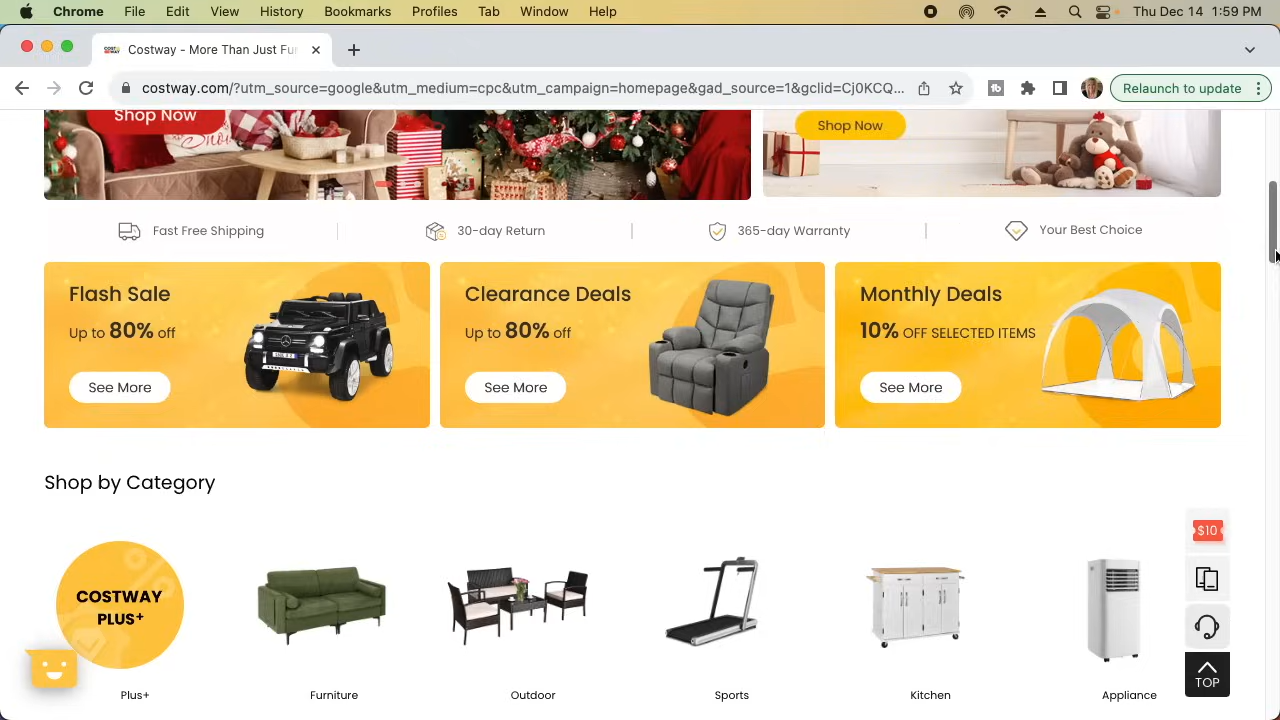 Chrome File Edit View History Bookmarks Profiles Tab Window Help Thu Dec 14 1:59 PM
Costway - More Than Just Fur
costway.com/?utm_source=google&utm_medium=cpc&utm_campaign=homepage&gad_source=1&gclid=Cj0KCQ... Relaunch to update
Shop Now
Shop Now
Fast Free Shipping 30-day Return 365-day Warranty Your Best Choice
Flash Sale
Up to 80% off
See More
Clearance Deals
Up to 80% off
See More
Monthly Deals
10% OFF SELECTED ITEMS
See More
Shop by Category
$10
COSTWAY
PLUS+
TOP
Plus+ Furniture Outdoor Sports Kitchen Appliance